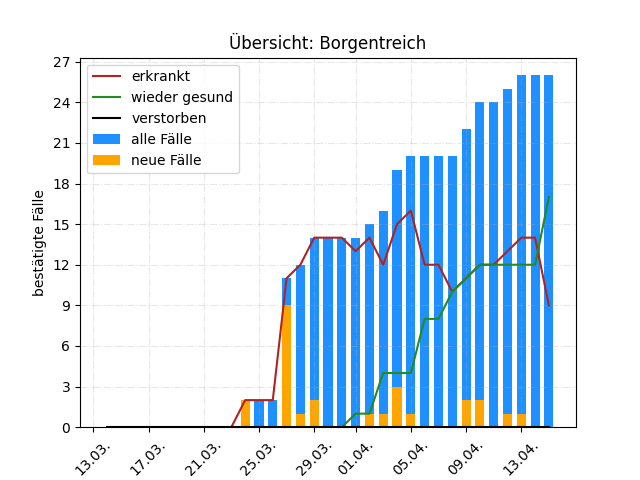 Übersicht: Borgentreich
27
24
21
18
15
12
9
6
3
0
bestätigte Fälle
erkrankt
wieder gesund
verstorben
alle Fälle
neue Fälle
13.03.
17.03.
21.03.
25.03.
29.03.
01.04.
05.04.
09.04.
13.04.